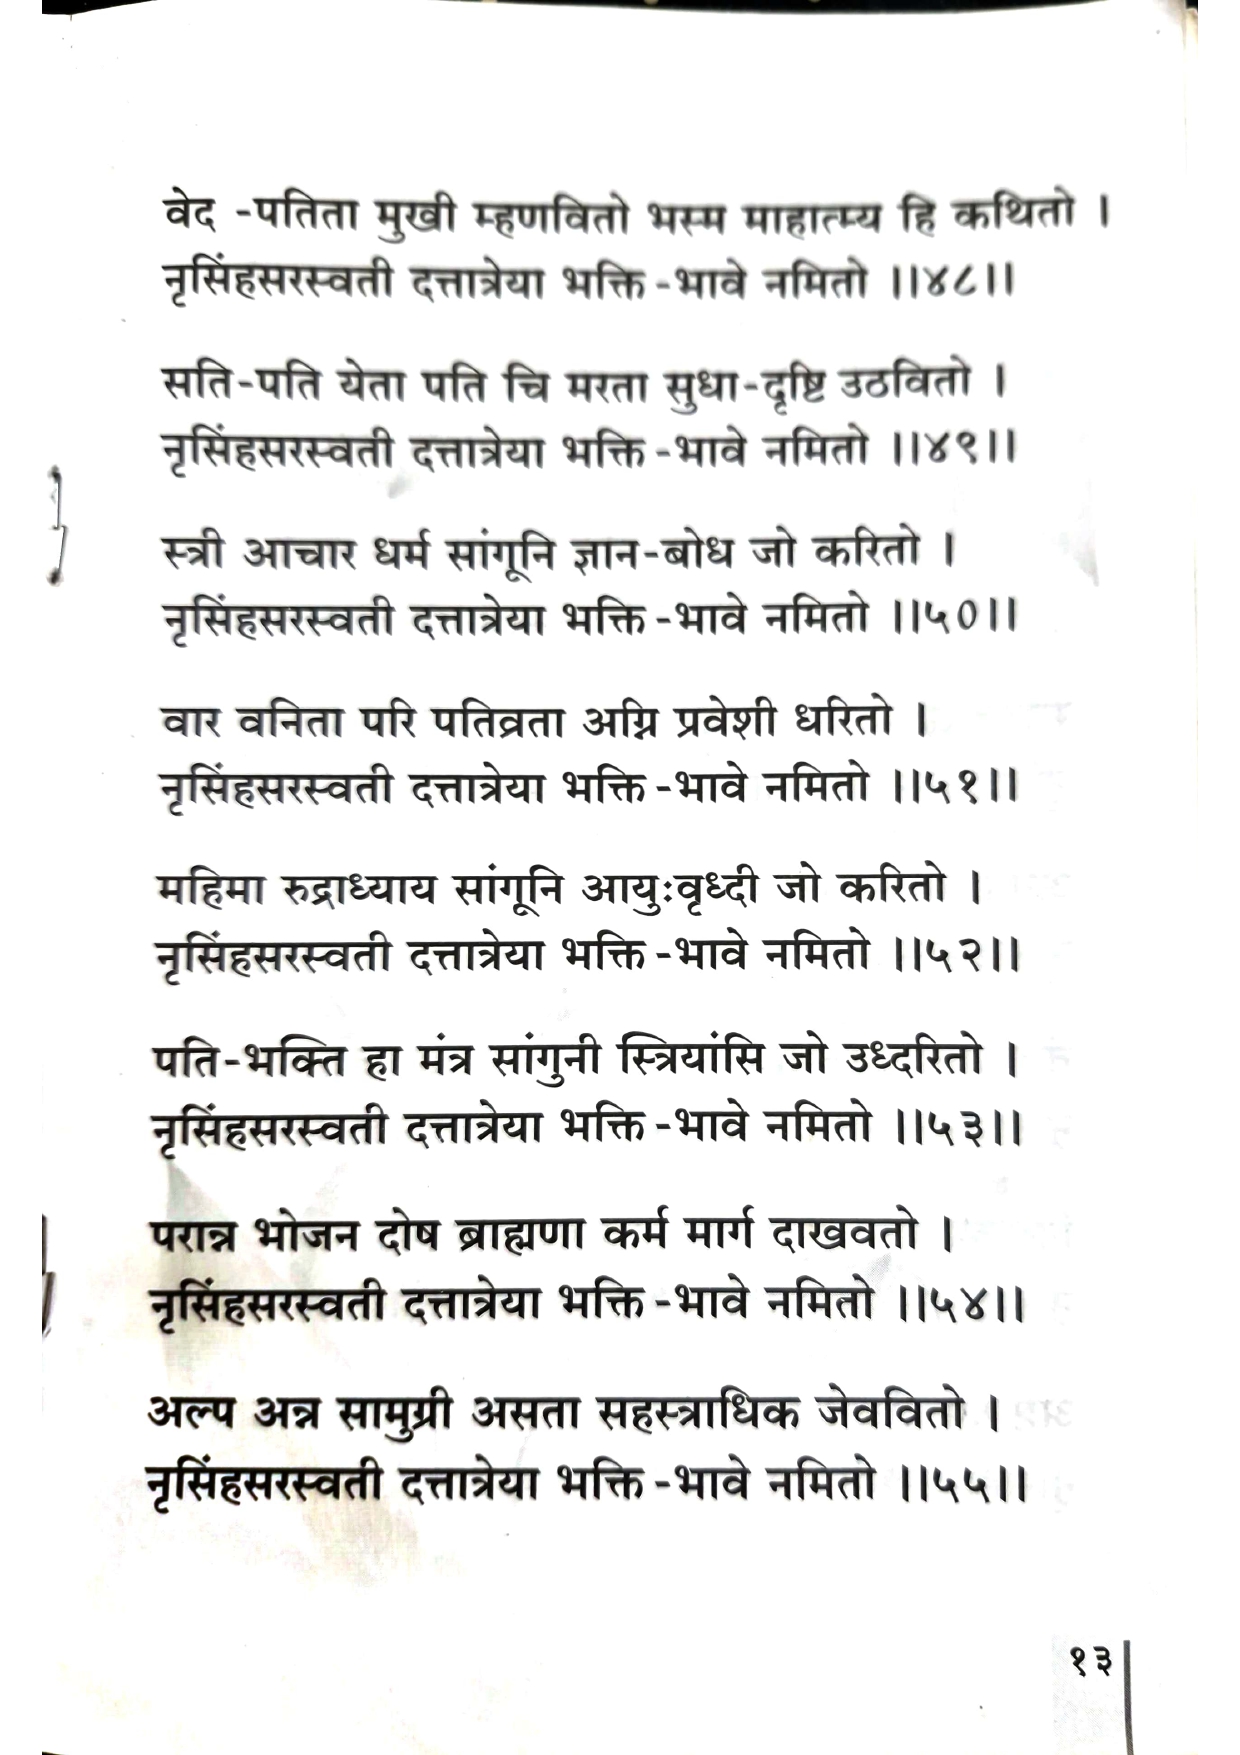 वेद -पतिता मुखी म्हणवितो भस्म माहात्म्य हि कथितो ।
नृसिंहसरस्वती दत्तात्रेया भक्ति -भावे नमितो ।।४८।।
सति-पति येता पति चि मरता सुधा-दृष्टि उठवितो ।
नृसिंहसरस्वती दत्तात्रेया भक्ति -भावे नमितो ।।४९।।
स्त्री आचार धर्म सांगूनि ज्ञान-बोध जो करितो ।
नृसिंहसरस्वती दत्तात्रेया भक्ति -भावे नमितो ।।५०।।
वार वनिता परि पतिव्रता अग्नि प्रवेशी धरितो ।
नृसिंहसरस्वती दत्तात्रेया भक्ति -भावे नमितो ।।५१।।
महिमा रुद्राध्याय सांगूनि आयुःवृध्दी जो करितो ।
नृसिंहसरस्वती दत्तात्रेया भक्ति -भावे नमितो ।।५२।।
पति-भक्ति हा मंत्र सांगुनी स्त्रियांसि जो उध्दरितो ।
नृसिंहसरस्वती दत्तात्रेया भक्ति -भावे नमितो ।।५३।।
परान्न भोजन दोष ब्राह्मणा कर्म मार्ग दाखवतो ।
नृसिंहसरस्वती दत्तात्रेया भक्ति -भावे नमितो ।।५४।।
अल्प अन्न सामुग्री असता सहस्त्राधिक जेववितो ।
नृसिंहसरस्वती दत्तात्रेया भक्ति -भावे नमितो ।।५५।।
१३